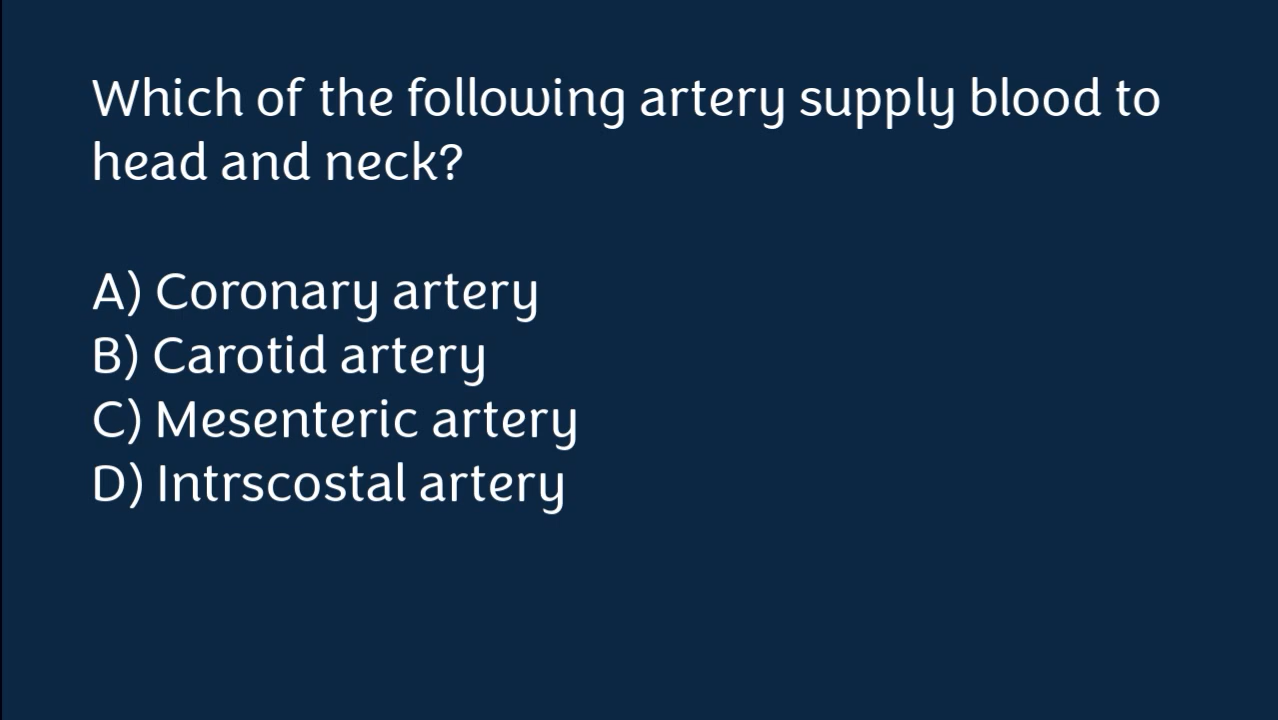 Which of the following artery supply blood to
head and neck?
A) Coronary artery
B) Carotid artery
C) Mesenteric artery
D) Intrscostal artery